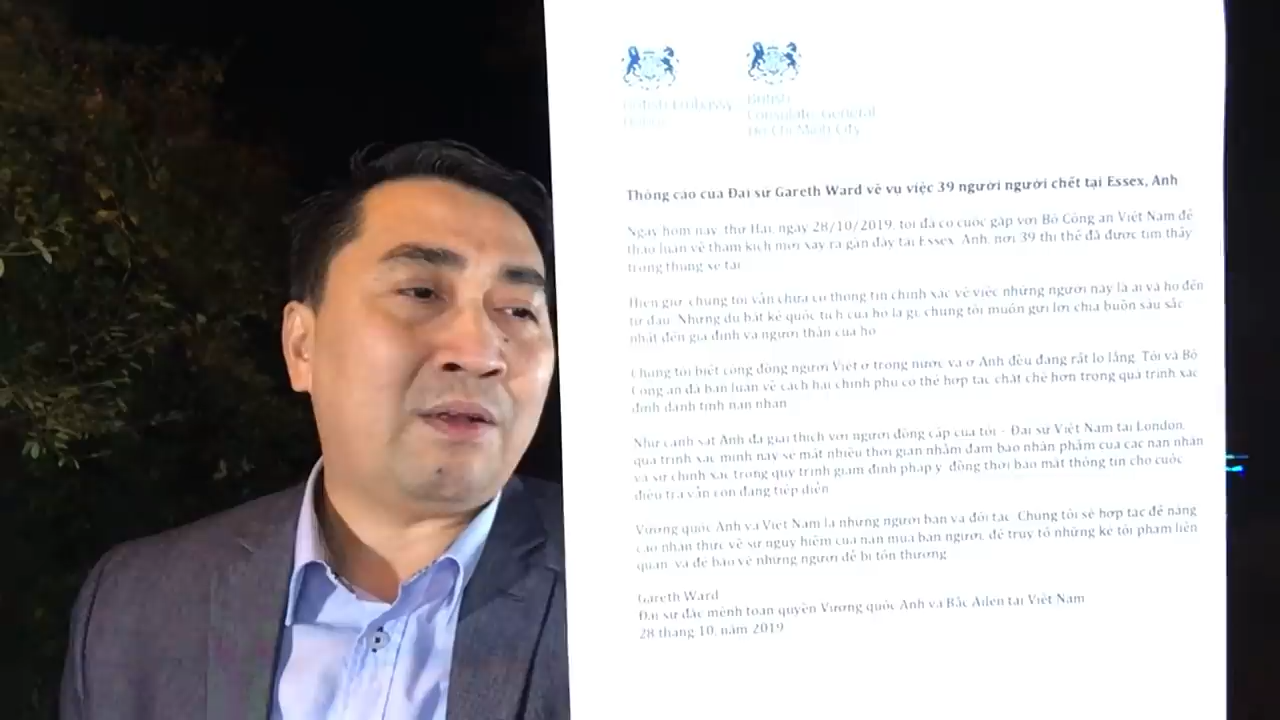 British Embassy
Hanoi
British
Consulate-General
Ho Chi Minh City
Thông cáo của Đại sứ Gareth Ward về vụ việc 39 người người chết tại Essex, Anh
Ngày hôm nay, thứ Hai, ngày 28/10/2019, tôi đã có cuộc gặp với Bộ Công an Việt Nam để
thảo luận về thảm kịch mới xảy ra gần đây tại Essex, Anh, nơi 39 thi thể đã được tìm thấy
trong thùng xe tải.
Hiện giờ, chúng tôi vẫn chưa có thông tin chính xác về việc những người này là ai và họ đến
từ đâu. Nhưng dù bất kể quốc tịch của họ là gì, chúng tôi muốn gửi lời chia buồn sâu sắc
nhất đến gia đình và người thân của họ.
Chúng tôi biết cộng đồng người Việt ở trong nước và ở Anh đều đang rất lo lắng. Tôi và Bộ
Công an đã bàn luận về cách hai chính phủ có thể hợp tác chặt chẽ hơn trong quá trình xác
định danh tính nạn nhân.
Như cảnh sát Anh đã giải thích với người đồng cấp của tôi – Đại sứ Việt Nam tại London,
quá trình xác minh này sẽ mất nhiều thời gian nhằm đảm bảo nhân phẩm của các nạn nhân
và sự chính xác trong quy trình giám định pháp y, đồng thời bảo mật thông tin cho cuộc
điều tra vẫn còn đang tiếp diễn.
Vương quốc Anh và Việt Nam là những người bạn và đối tác. Chúng tôi sẽ hợp tác để nâng
cao nhận thức về sự nguy hiểm của nạn mua bán người, để truy tố những kẻ tội phạm liên
quan, và để bảo vệ những người dễ bị tổn thương.
Gareth Ward
Đại sứ đặc mệnh toàn quyền Vương quốc Anh và Bắc Ailen tại Việt Nam
28 tháng 10, năm 2019